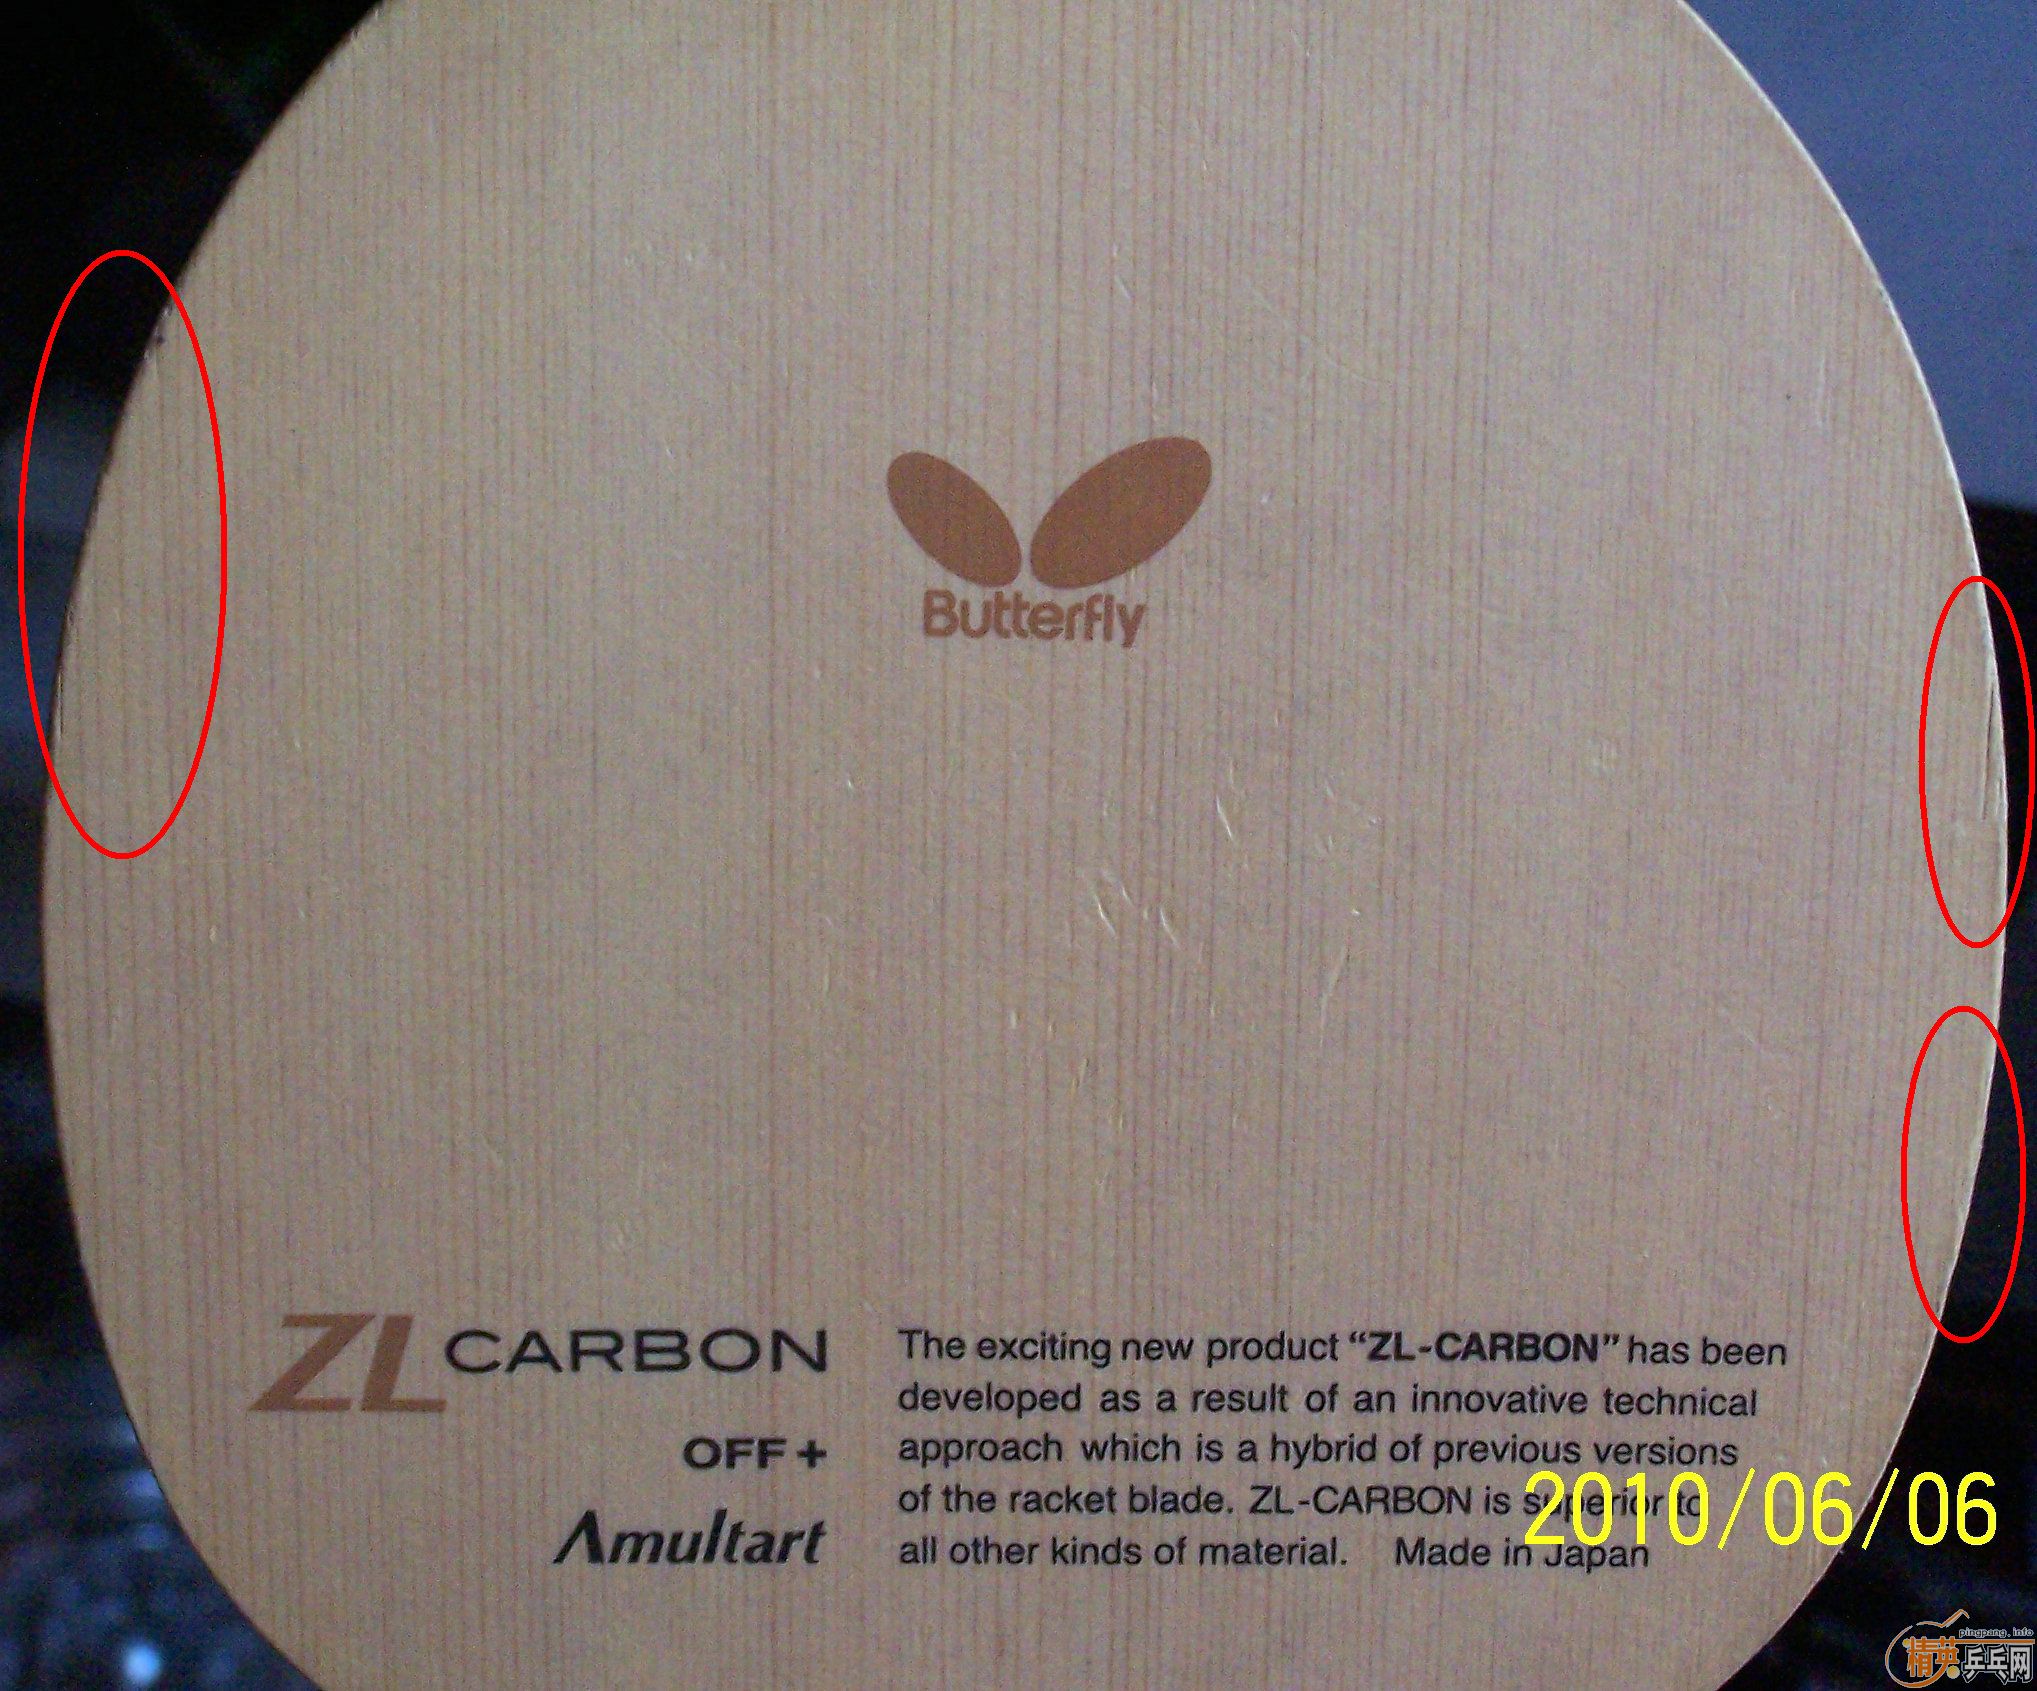 Butterfly
ZL CARBON
OFF+
Amultart
The exciting new product “ZL-CARBON” has been
developed as a result of an innovative technical
approach which is a hybrid of previous versions
of the racket blade. ZL-CARBON is superior to
all other kinds of material. Made in Japan
2010/06/06
pingpang.info
精英乒乓网